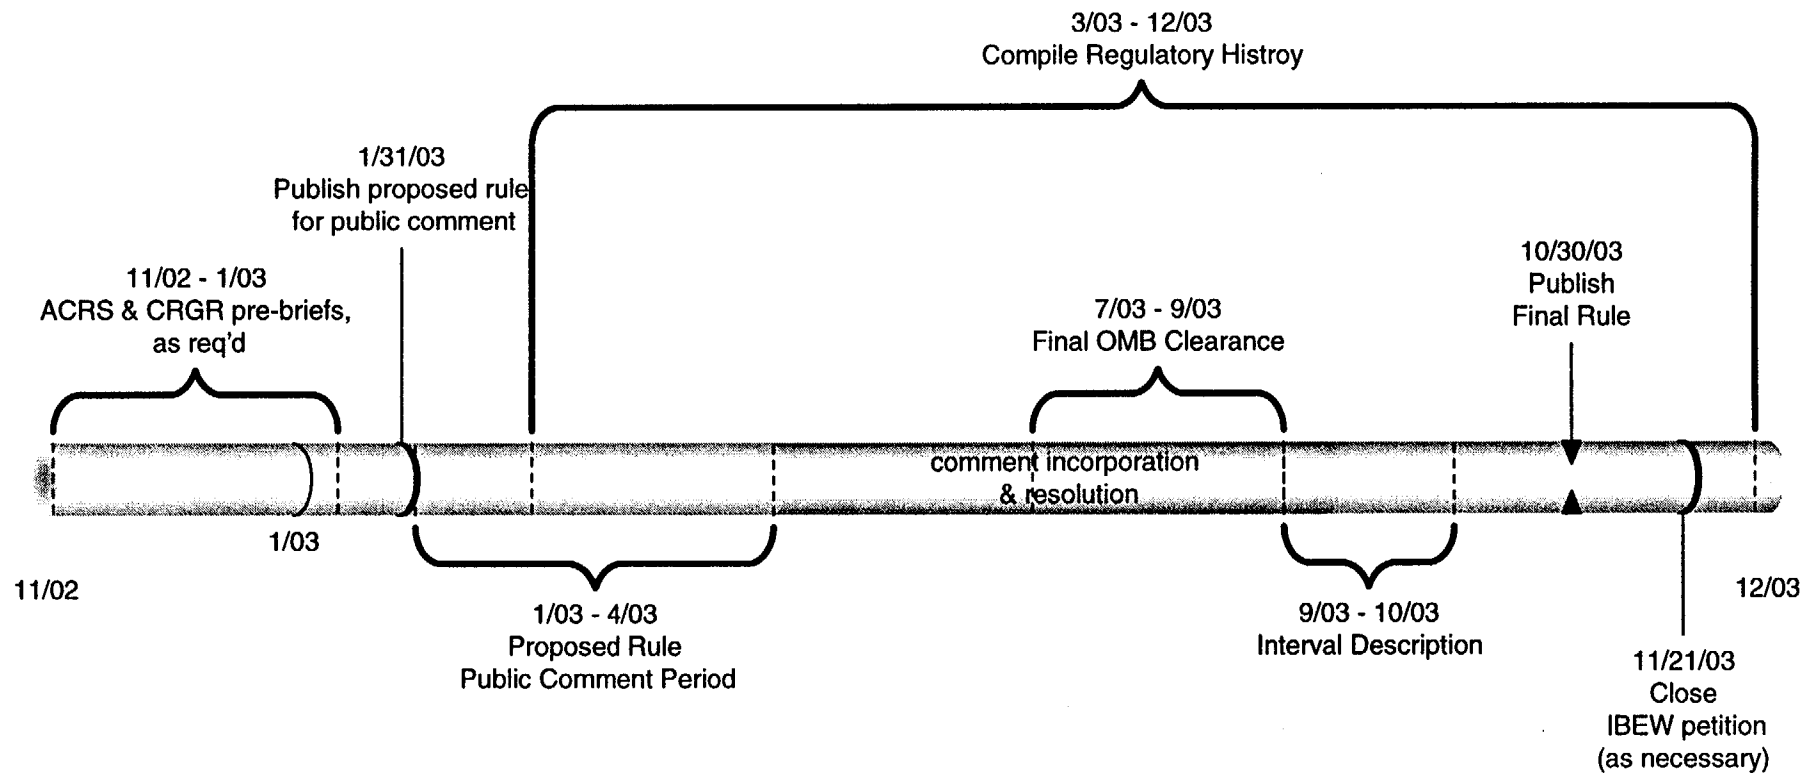 3/03 - 12/03
Compile Regulatory Histroy
1/31/03
Publish proposed rule
for public comment
11/02 - 1/03
ACRS & CRGR pre-briefs,
as req'd
7/03 - 9/03
Final OMB Clearance
10/30/03
Publish
Final Rule
comment incorporation
& resolution
1/03
11/02
12/03
1/03 - 4/03
Proposed Rule
Public Comment Period
9/03 - 10/03
Interval Description
11/21/03
Close
IBEW petition
(as necessary)